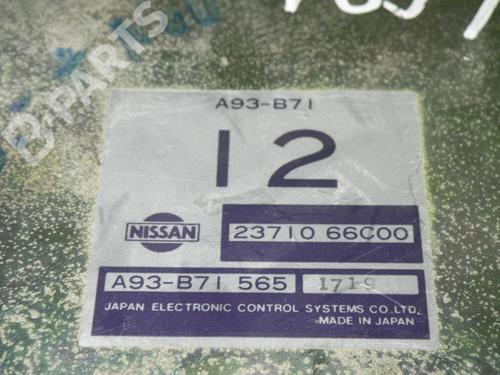 A93-B71
12
NISSAN
23710 66C00
A93-B71 565 1719
JAPAN ELECTRONIC CONTROL SYSTEMS CO.,LTD.
MADE IN JAPAN
B-PARTS